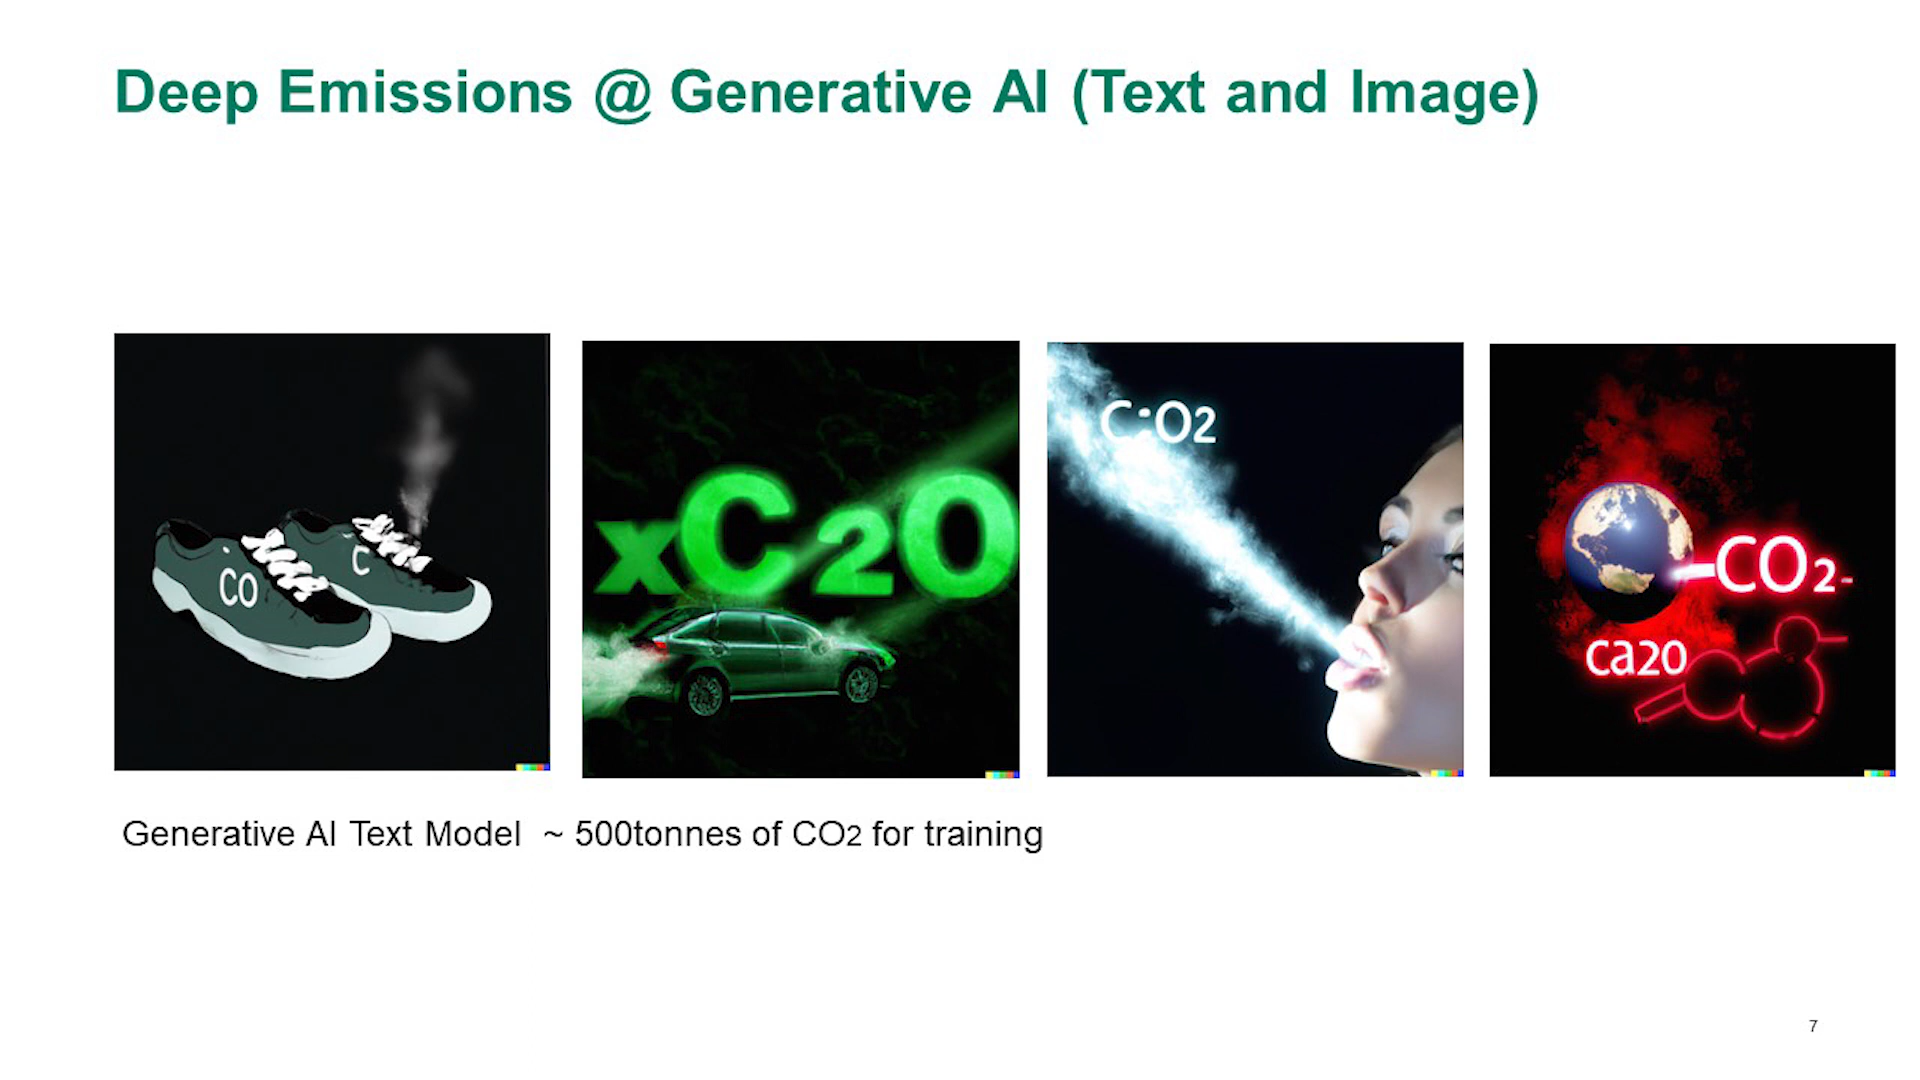 Deep Emissions @ Generative AI (Text and Image)
CO
C
xC2O
C·O2
CO2-
ca20
Generative AI Text Model ~ 500tonnes of CO2 for training
7